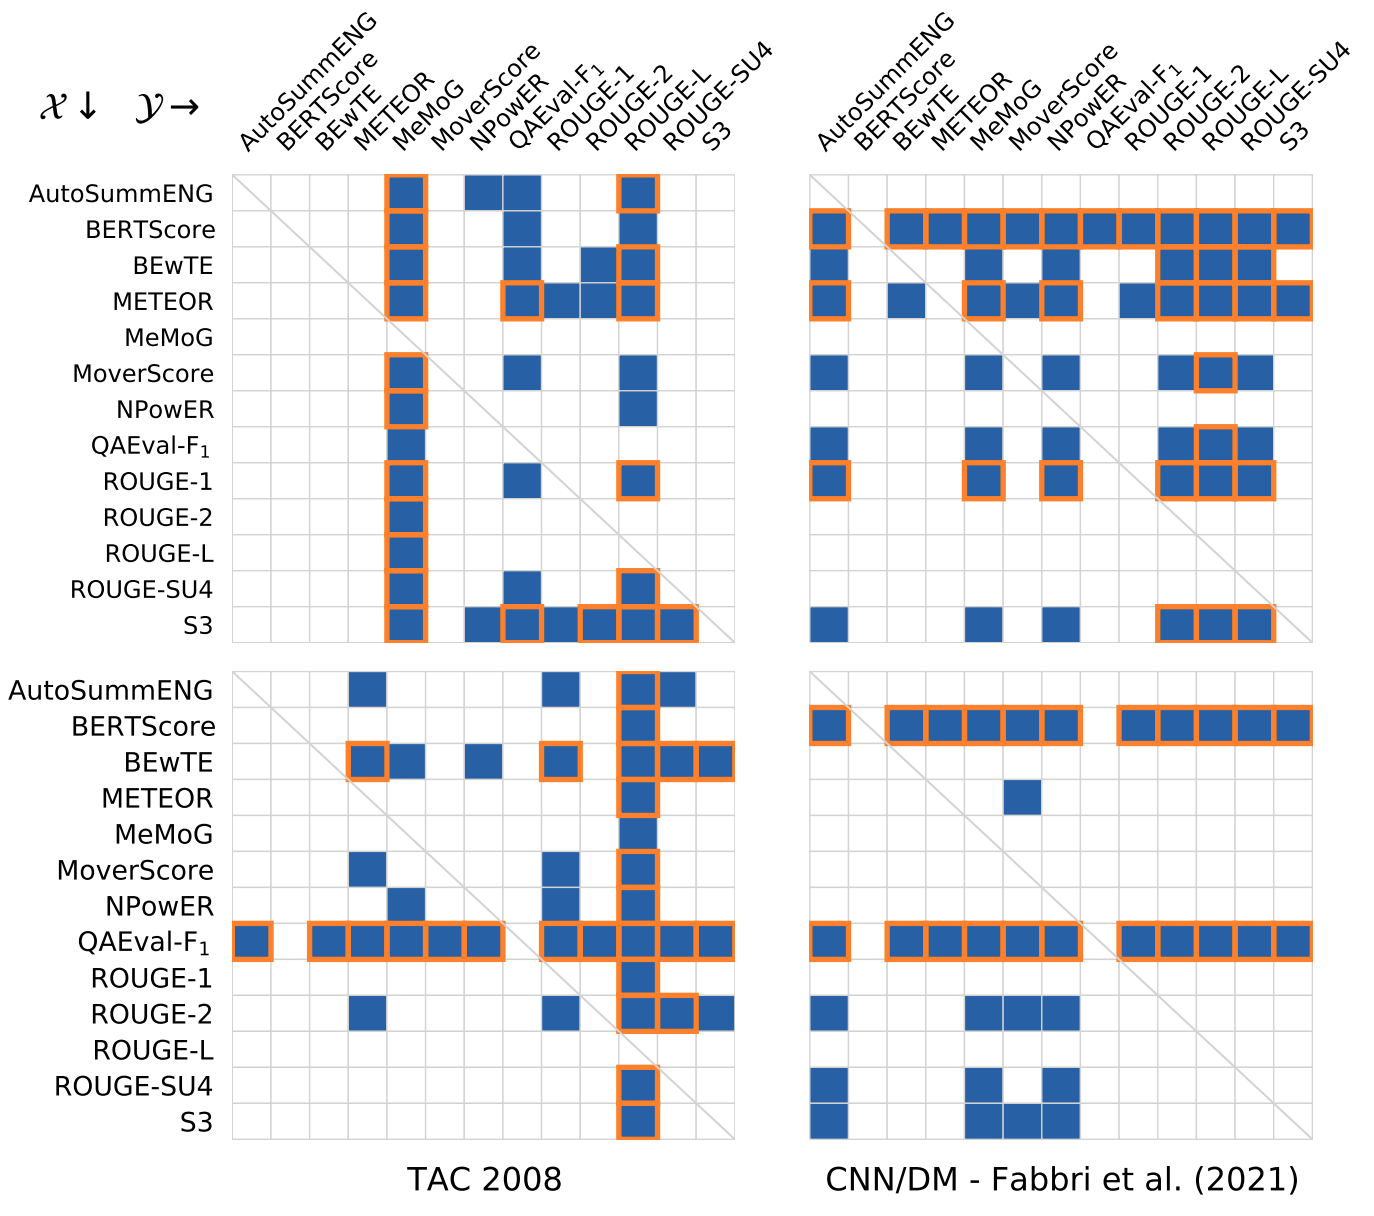 𝒳 ↓ 𝒴 →
AutoSummENG
BERTScore
BEwTE
METEOR
MeMoG
MoverScore
NPowER
QAEval-F₁
ROUGE-1
ROUGE-2
ROUGE-L
ROUGE-SU4
S3
AutoSummENG
BERTScore
BEwTE
METEOR
MeMoG
MoverScore
NPowER
QAEval-F₁
ROUGE-1
ROUGE-2
ROUGE-L
ROUGE-SU4
S3
AutoSummENG
BERTScore
BEwTE
METEOR
MeMoG
MoverScore
NPowER
QAEval-F₁
ROUGE-1
ROUGE-2
ROUGE-L
ROUGE-SU4
S3
AutoSummENG
BERTScore
BEwTE
METEOR
MeMoG
MoverScore
NPowER
QAEval-F₁
ROUGE-1
ROUGE-2
ROUGE-L
ROUGE-SU4
S3
TAC 2008
CNN/DM - Fabbri et al. (2021)